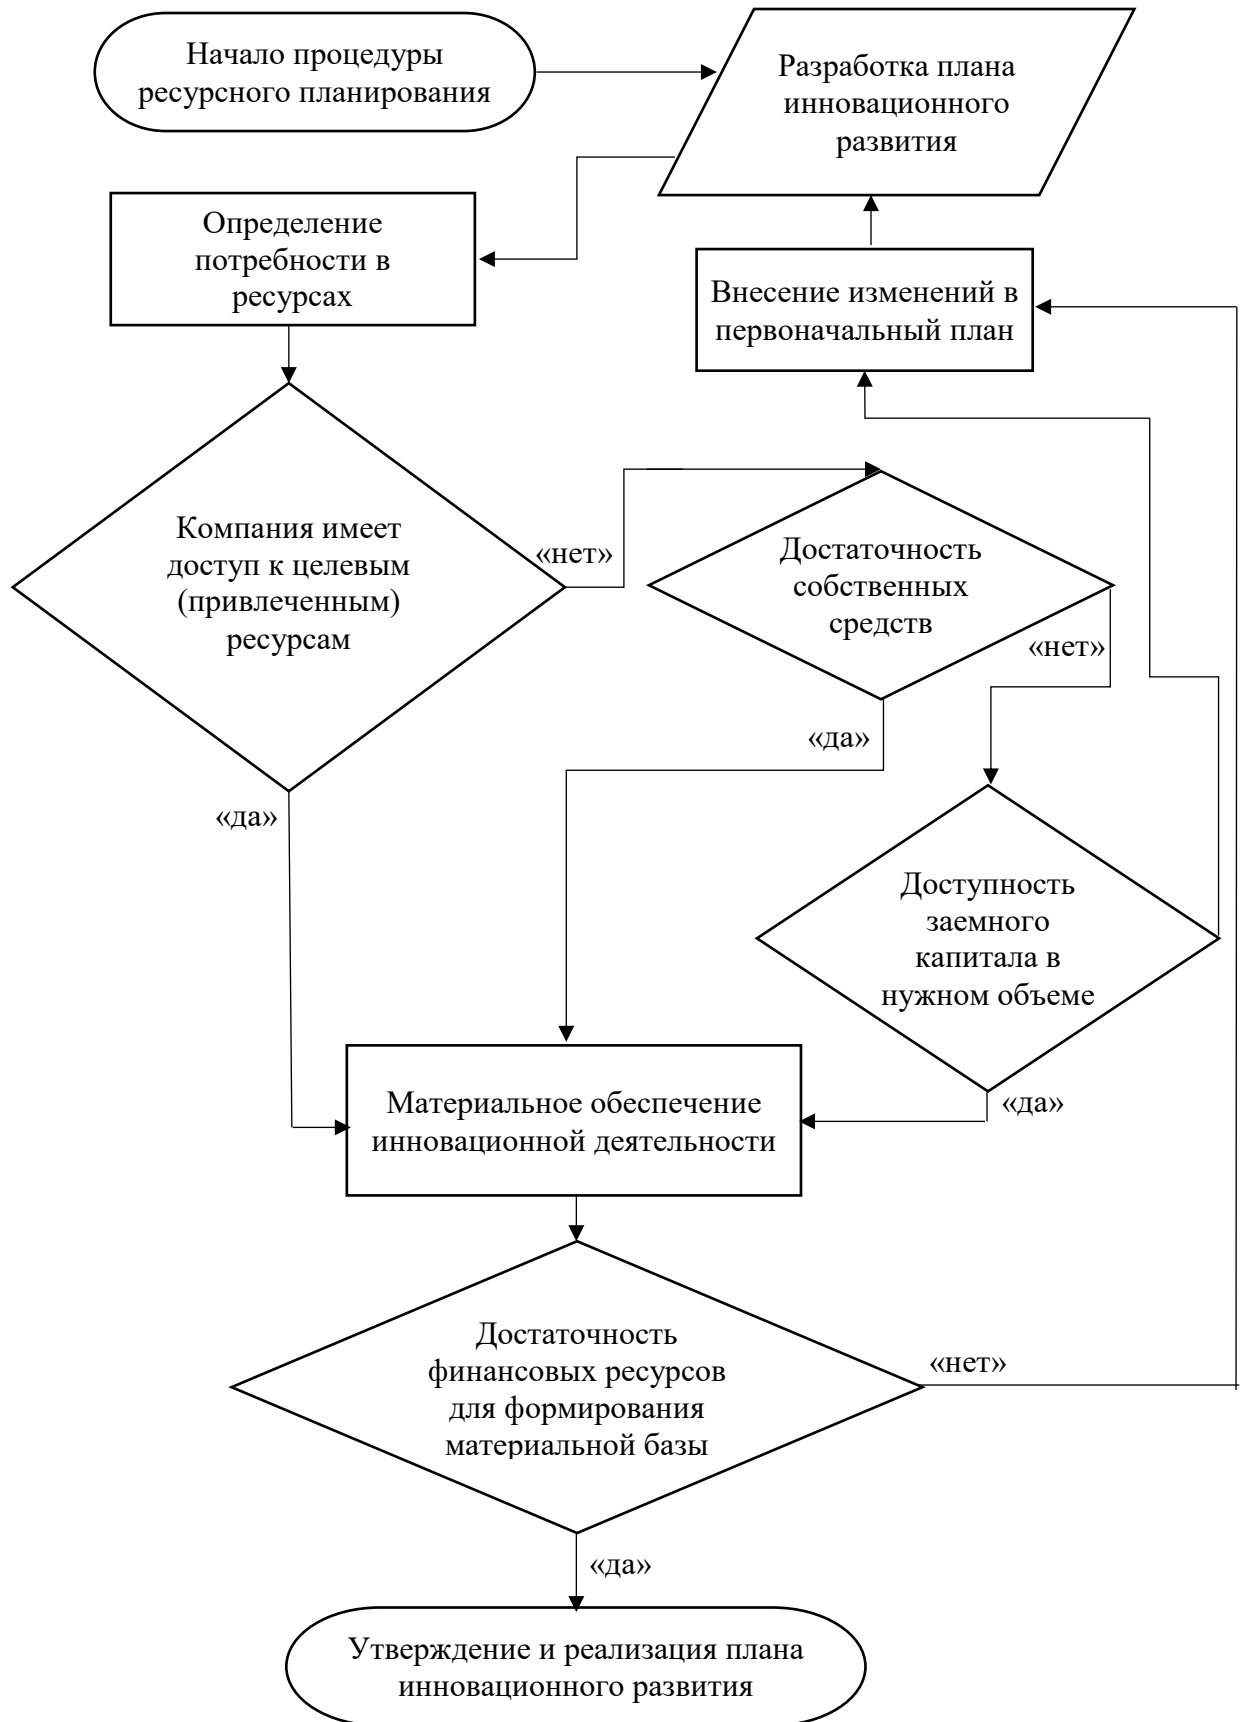 Начало процедуры
ресурсного планирования
Разработка плана
инновационного
развития
Определение
потребности в
ресурсах
Внесение изменений в
первоначальный план
Компания имеет
доступ к целевым
(привлеченным)
ресурсам
«нет»
Достаточность
собственных
средств
«нет»
«да»
«да»
Доступность
заемного
капитала в
нужном объеме
«да»
Материальное обеспечение
инновационной деятельности
Достаточность
финансовых ресурсов
для формирования
материальной базы
«нет»
«да»
Утверждение и реализация плана
инновационного развития